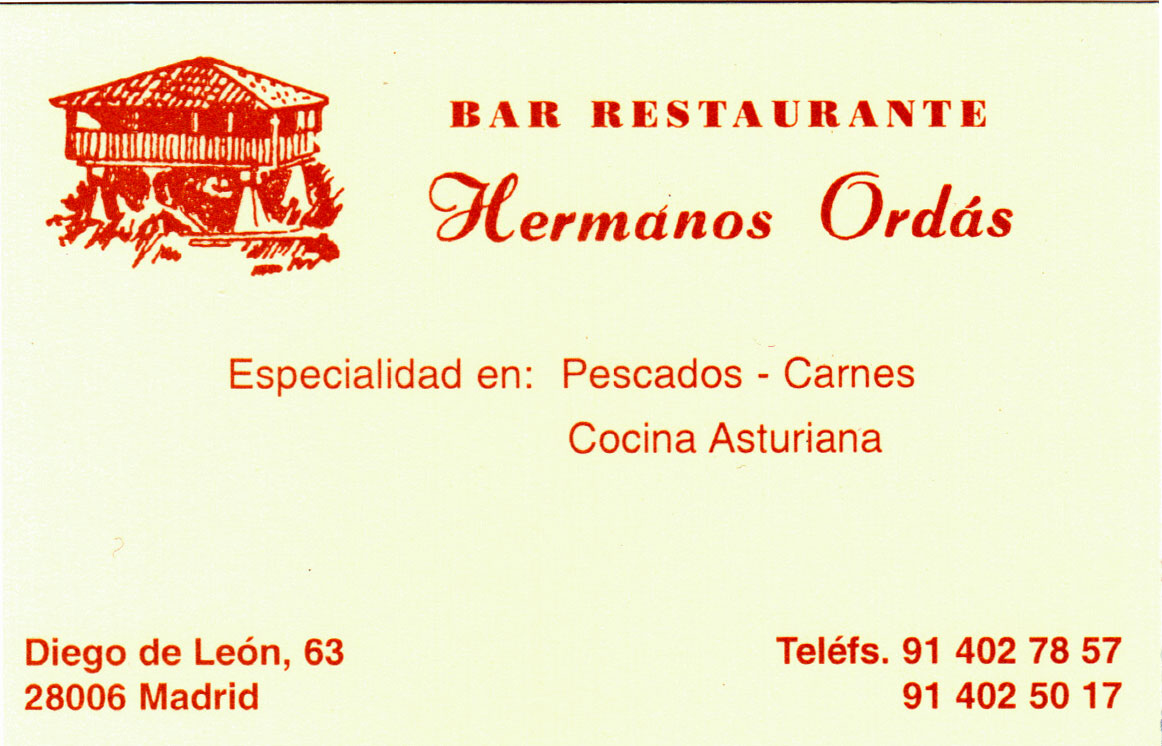 BAR RESTAURANTE
Hermanos Ordás
Especialidad en: Pescados - Carnes
Cocina Asturiana
Diego de León, 63
28006 Madrid
Teléfs. 91 402 78 57
91 402 50 17